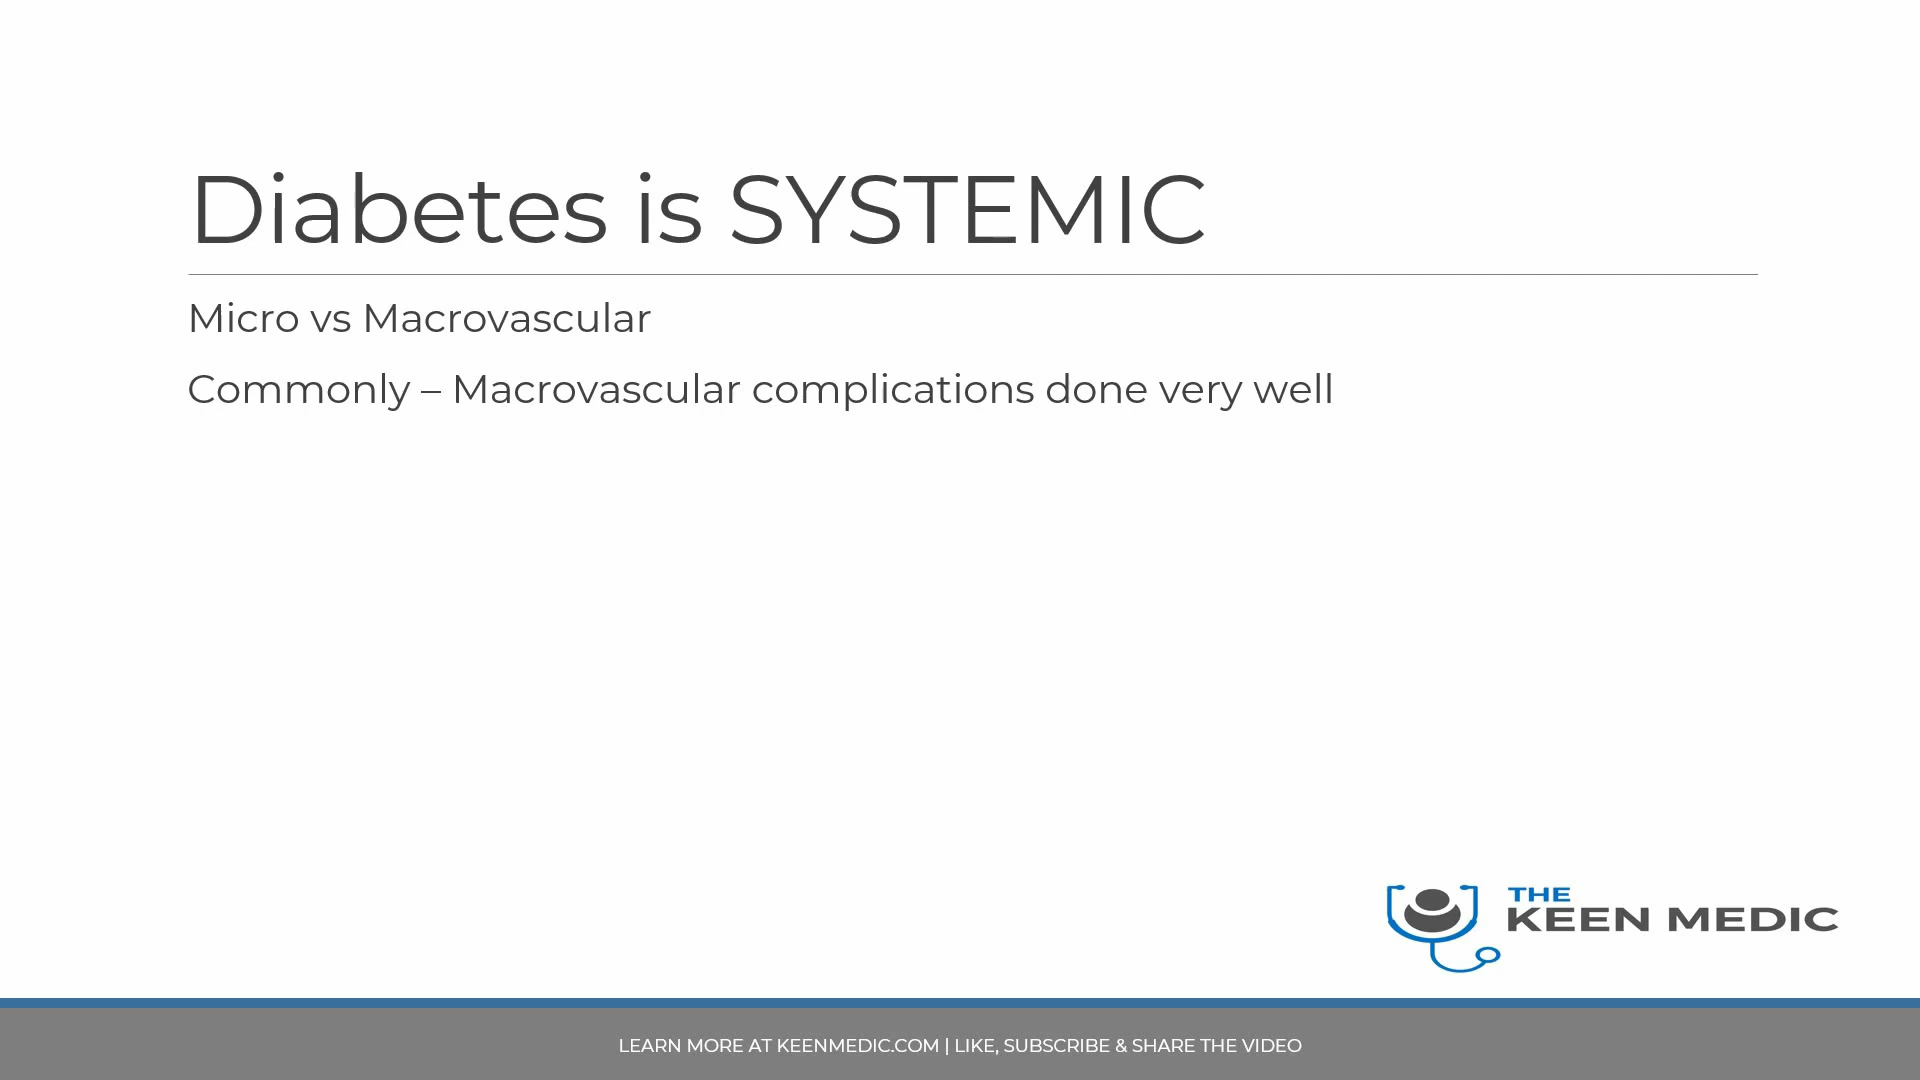 Diabetes is SYSTEMIC
Micro vs Macrovascular
Commonly – Macrovascular complications done very well
THE
KEEN MEDIC
LEARN MORE AT KEENMEDIC.COM | LIKE, SUBSCRIBE & SHARE THE VIDEO